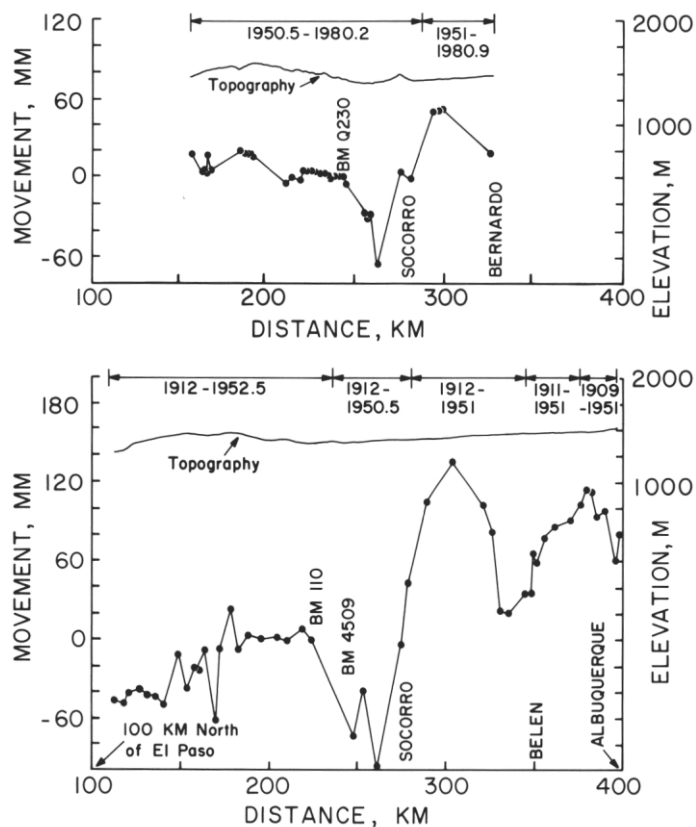 120
60
0
-60
MOVEMENT, MM
1950.5-1980.2
1951-
1980.9
Topography
BM Q230
SOCORRO
BERNARDO
2000
1000
ELEVATION, M
100
200
300
400
DISTANCE, KM
180
120
60
0
-60
MOVEMENT, MM
1912-1952.5
1912-
1950.5
1912-
1951
1911-
1951
1909
-1951
Topography
BM 110
BM 4509
SOCORRO
BELEN
ALBUQUERQUE
100 KM North
of El Paso
2000
1000
ELEVATION, M
100
200
300
400
DISTANCE, KM